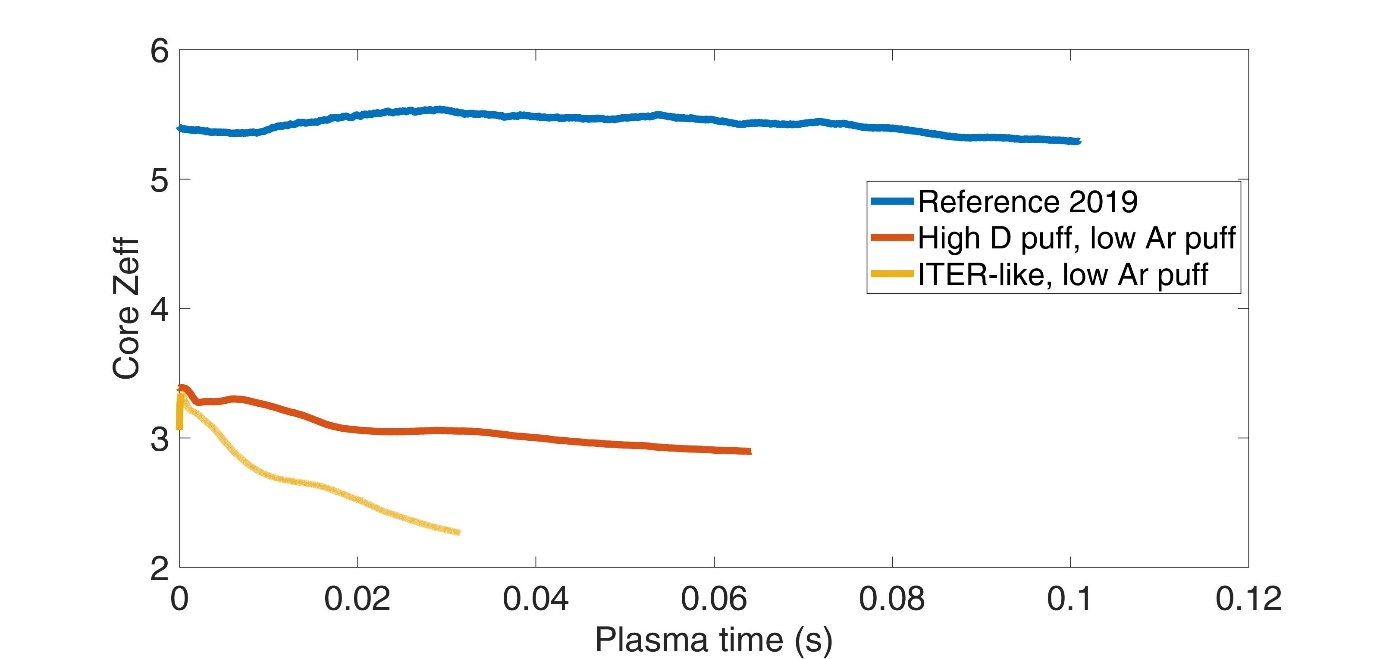 6
5
4
3
2
Core Zeff
Reference 2019
High D puff, low Ar puff
ITER-like, low Ar puff
0
0.02
0.04
0.06
0.08
0.1
0.12
Plasma time (s)